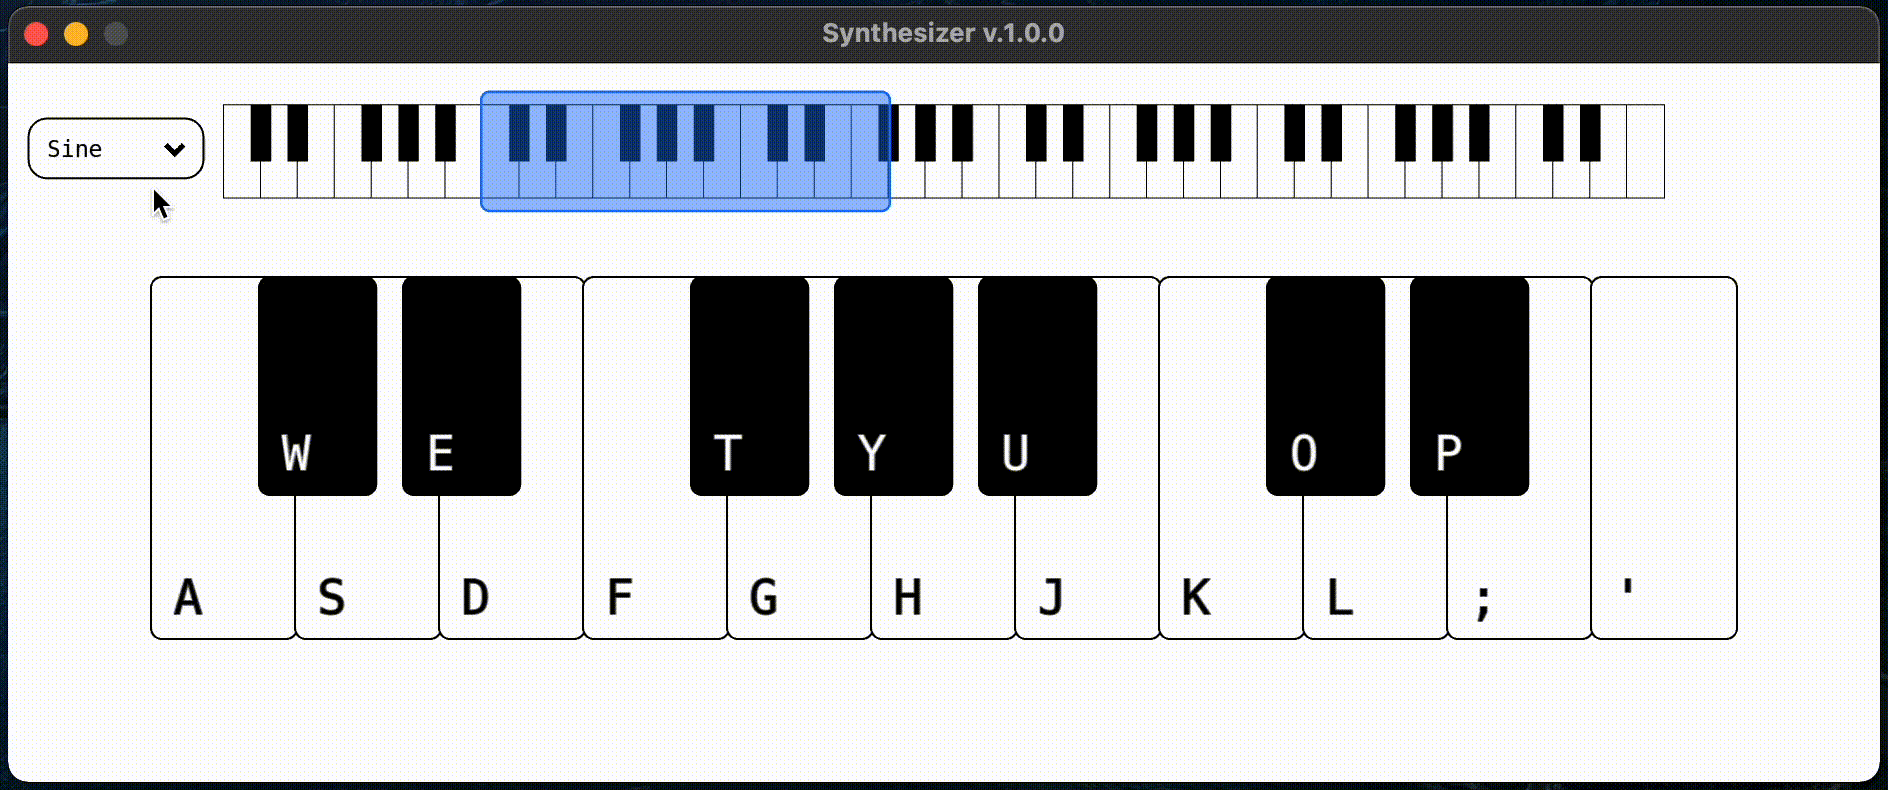 Synthesizer v.1.0.0
Sine
W E T Y U O P
A S D F G H J K L ; '